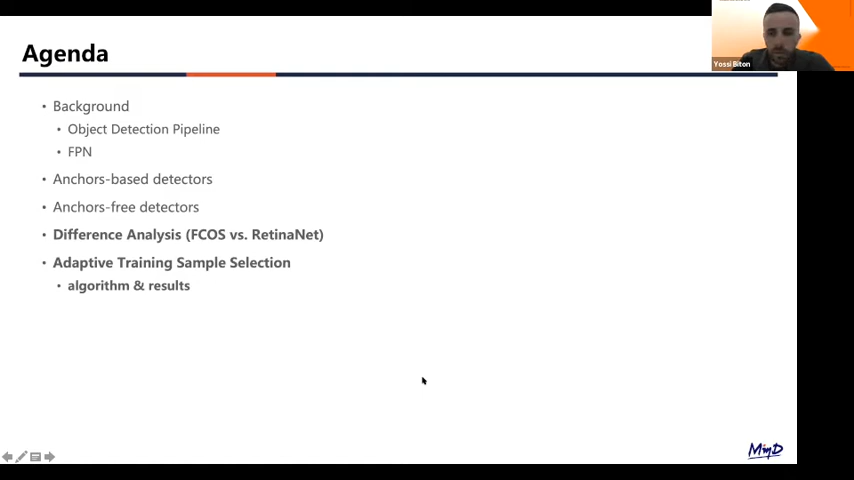 Agenda
Yossi Biton
• Background
• Object Detection Pipeline
• FPN
• Anchors-based detectors
• Anchors-free detectors
• Difference Analysis (FCOS vs. RetinaNet)
• Adaptive Training Sample Selection
• algorithm & results
MinD